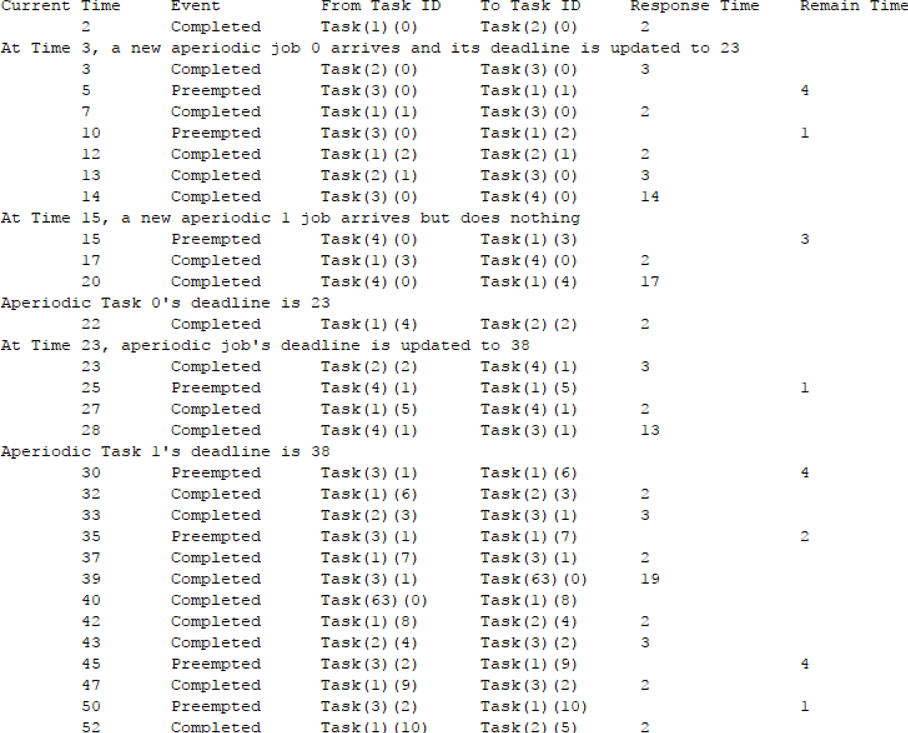 Current Time Event From Task ID To Task ID Response Time Remain Time
2 Completed Task(1)(0) Task(2)(0) 2
At Time 3, a new aperiodic job 0 arrives and its deadline is updated to 23
3 Completed Task(2)(0) Task(3)(0) 3
5 Preempted Task(3)(0) Task(1)(1) 4
7 Completed Task(1)(1) Task(3)(0) 2
10 Preempted Task(3)(0) Task(1)(2) 1
12 Completed Task(1)(2) Task(2)(1) 2
13 Completed Task(2)(1) Task(3)(0) 3
14 Completed Task(3)(0) Task(4)(0) 14
At Time 15, a new aperiodic 1 job arrives but does nothing
15 Preempted Task(4)(0) Task(1)(3) 3
17 Completed Task(1)(3) Task(4)(0) 2
20 Completed Task(4)(0) Task(1)(4) 17
Aperiodic Task 0's deadline is 23
22 Completed Task(1)(4) Task(2)(2) 2
At Time 23, aperiodic job's deadline is updated to 38
23 Completed Task(2)(2) Task(4)(1) 3
25 Preempted Task(4)(1) Task(1)(5) 1
27 Completed Task(1)(5) Task(4)(1) 2
28 Completed Task(4)(1) Task(3)(1) 13
Aperiodic Task 1's deadline is 38
30 Preempted Task(3)(1) Task(1)(6) 4
32 Completed Task(1)(6) Task(2)(3) 2
33 Completed Task(2)(3) Task(3)(1) 3
35 Preempted Task(3)(1) Task(1)(7) 2
37 Completed Task(1)(7) Task(3)(1) 2
39 Completed Task(3)(1) Task(63)(0) 19
40 Completed Task(63)(0) Task(1)(8)
42 Completed Task(1)(8) Task(2)(4) 2
43 Completed Task(2)(4) Task(3)(2) 3
45 Preempted Task(3)(2) Task(1)(9) 4
47 Completed Task(1)(9) Task(3)(2) 2
50 Preempted Task(3)(2) Task(1)(10) 1
52 Completed Task(1)(10) Task(2)(5) 2